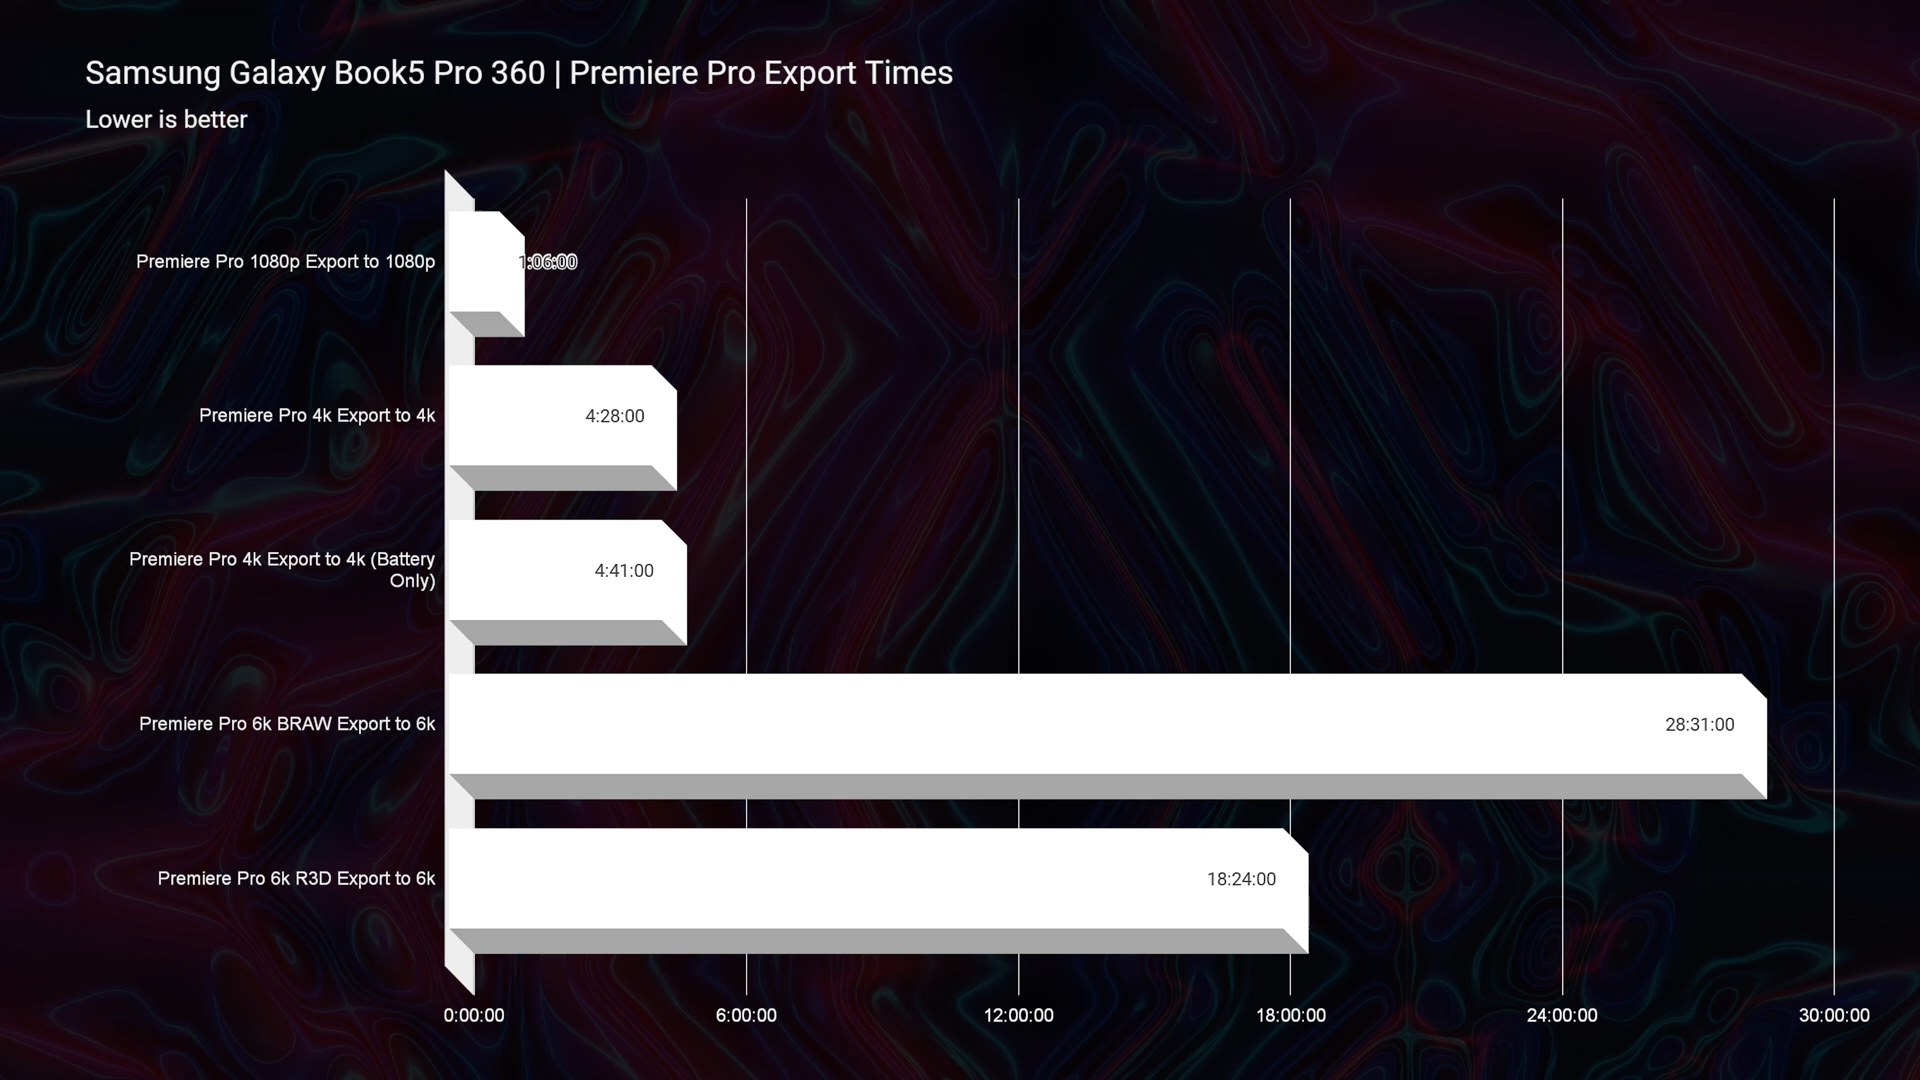 Samsung Galaxy Book5 Pro 360 | Premiere Pro Export Times
Lower is better
Premiere Pro 1080p Export to 1080p
1:06:00
Premiere Pro 4k Export to 4k
4:28:00
Premiere Pro 4k Export to 4k (Battery
Only)
4:41:00
Premiere Pro 6k BRAW Export to 6k
28:31:00
Premiere Pro 6k R3D Export to 6k
18:24:00
0:00:00
6:00:00
12:00:00
18:00:00
24:00:00
30:00:00